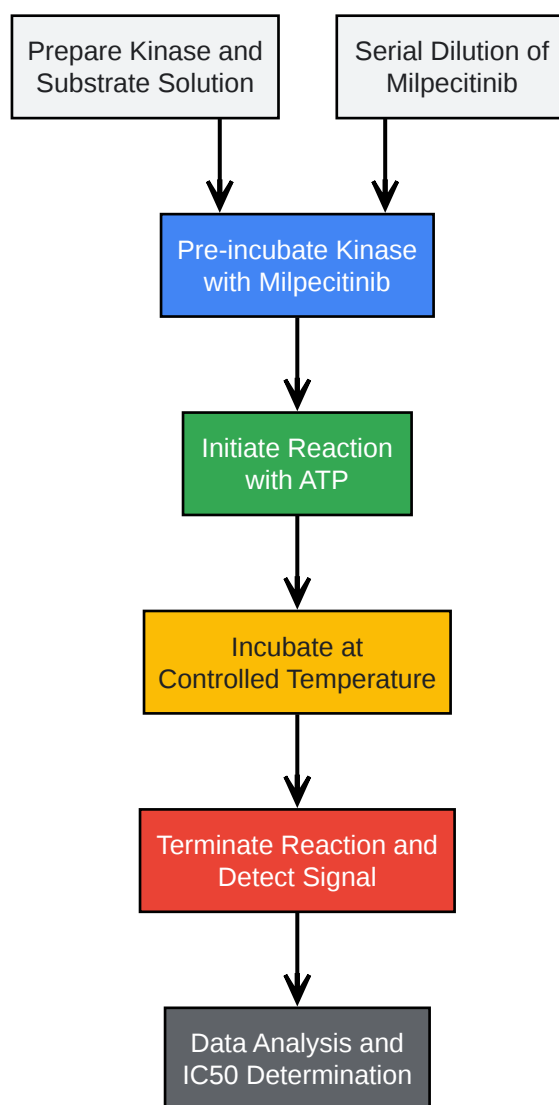 Prepare Kinase and
Substrate Solution
Serial Dilution of
Milpecitinib
Pre-incubate Kinase
with Milpecitinib
Initiate Reaction
with ATP
Incubate at
Controlled Temperature
Terminate Reaction and
Detect Signal
Data Analysis and
IC50 Determination